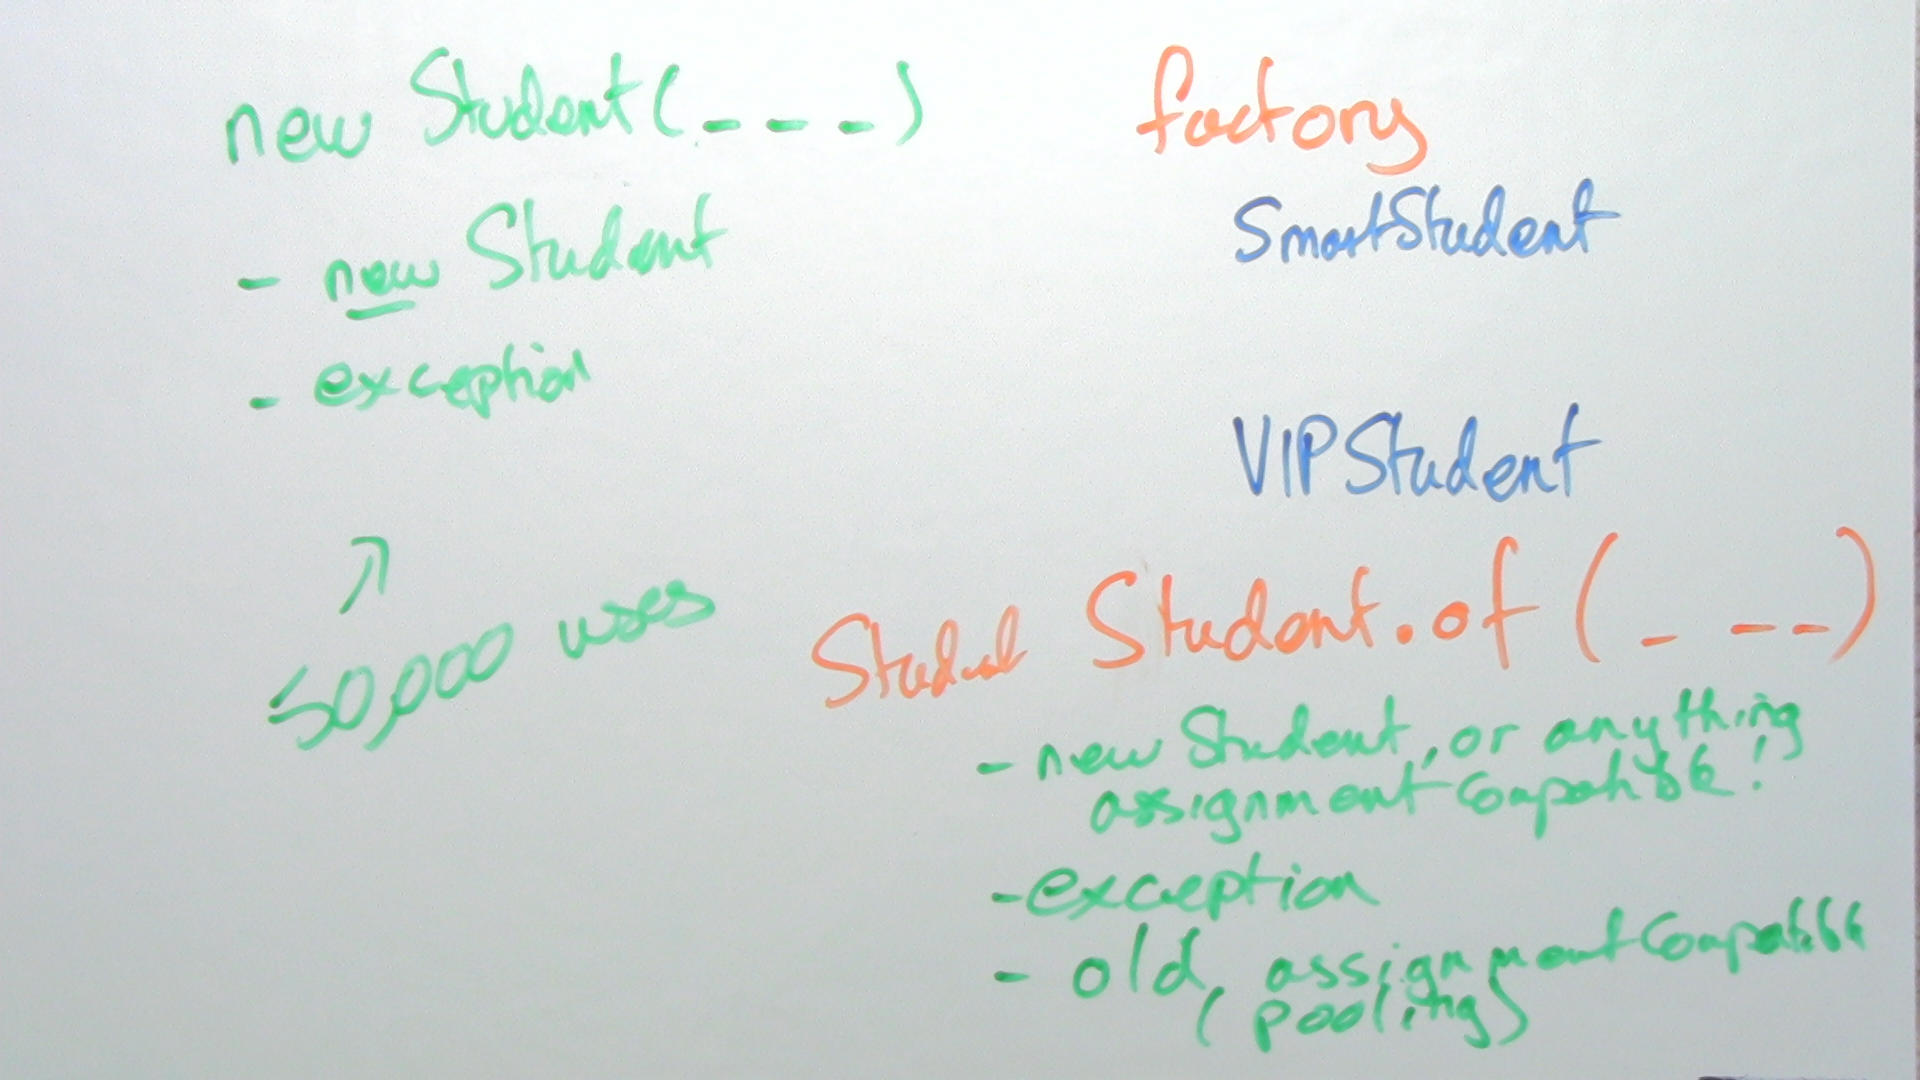 new Student(_ _ _)
- new Student
- exception
50,000 uses
factory
SmartStudent
VIPStudent
Student Student.of (_ _ _)
- new Student, or anything
assignment compatible!
- exception
- old, assignment compatible
(pooling)